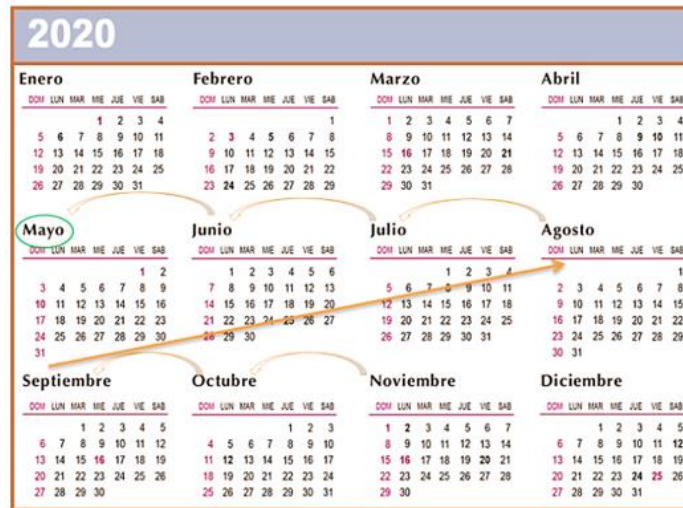 2020
Enero
DOM LUN MAR MIE JUE VIE SAB
1 2 3 4
5 6 7 8 9 10 11
12 13 14 15 16 17 18
19 20 21 22 23 24 25
26 27 28 29 30 31
Febrero
DOM LUN MAR MIE JUE VIE SAB
1
2 3 4 5 6 7 8
9 10 11 12 13 14 15
16 17 18 19 20 21 22
23 24 25 26 27 28 29
Marzo
DOM LUN MAR MIE JUE VIE SAB
1 2 3 4 5 6 7
8 9 10 11 12 13 14
15 16 17 18 19 20 21
22 23 24 25 26 27 28
29 30 31
Abril
DOM LUN MAR MIE JUE VIE SAB
1 2 3 4
5 6 7 8 9 10 11
12 13 14 15 16 17 18
19 20 21 22 23 24 25
26 27 28 29 30
Mayo
DOM LUN MAR MIE JUE VIE SAB
1 2
3 4 5 6 7 8 9
10 11 12 13 14 15 16
17 18 19 20 21 22 23
24 25 26 27 28 29 30
31
Junio
DOM LUN MAR MIE JUE VIE SAB
1 2 3 4 5 6
7 8 9 10 11 12 13
14 15 16 17 18 19 20
21 22 23 24 25 26 27
28 29 30
Julio
DOM LUN MAR MIE JUE VIE SAB
1 2 3 4
5 6 7 8 9 10 11
12 13 14 15 16 17 18
19 20 21 22 23 24 25
26 27 28 29 30 31
Agosto
DOM LUN MAR MIE JUE VIE SAB
1
2 3 4 5 6 7 8
9 10 11 12 13 14 15
16 17 18 19 20 21 22
23 24 25 26 27 28 29
30 31
Septiembre
DOM LUN MAR MIE JUE VIE SAB
1 2 3 4 5
6 7 8 9 10 11 12
13 14 15 16 17 18 19
20 21 22 23 24 25 26
27 28 29 30
Octubre
DOM LUN MAR MIE JUE VIE SAB
1 2 3
4 5 6 7 8 9 10
11 12 13 14 15 16 17
18 19 20 21 22 23 24
25 26 27 28 29 30 31
Noviembre
DOM LUN MAR MIE JUE VIE SAB
1 2 3 4 5 6 7
8 9 10 11 12 13 14
15 16 17 18 19 20 21
22 23 24 25 26 27 28
29 30
Diciembre
DOM LUN MAR MIE JUE VIE SAB
1 2 3 4 5
6 7 8 9 10 11 12
13 14 15 16 17 18 19
20 21 22 23 24 25 26
27 28 29 30 31